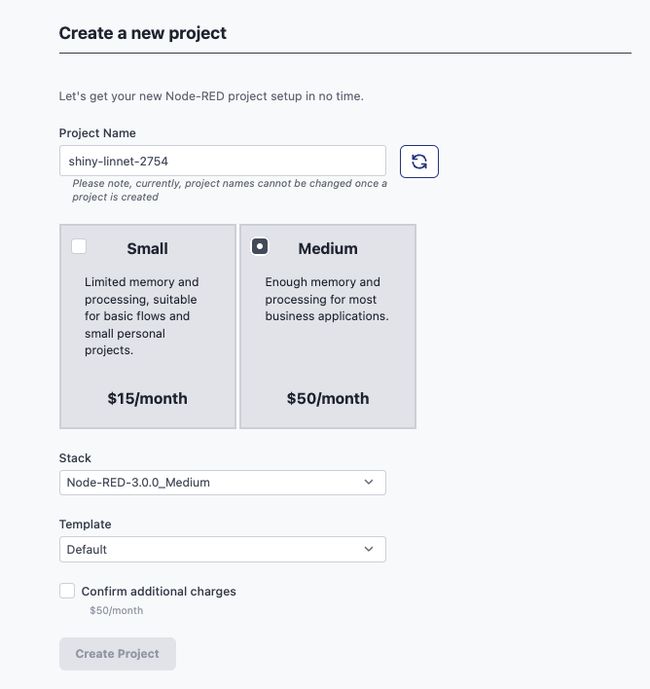 Create a new project
Let's get your new Node-RED project setup in no time.
Project Name
shiny-linnet-2754
Please note, currently, project names cannot be changed once a
project is created
Small
Limited memory and
processing, suitable
for basic flows and
small personal
projects.
$15/month
Medium
Enough memory and
processing for most
business applications.
$50/month
Stack
Node-RED-3.0.0_Medium
Template
Default
Confirm additional charges
$50/month
Create Project